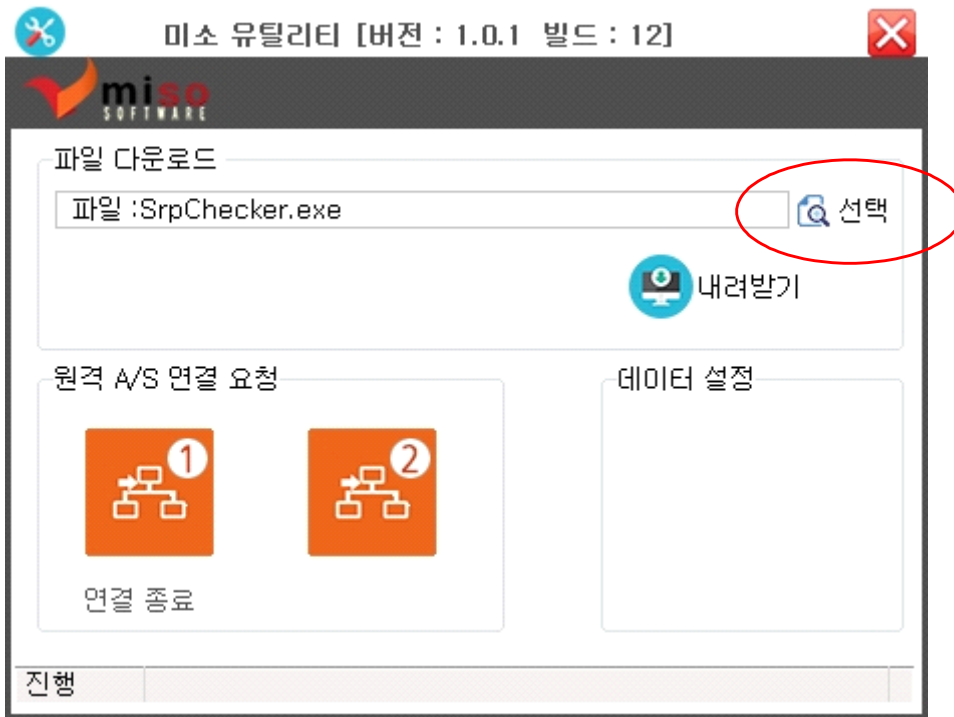 미소 유틸리티 [버전 : 1.0.1 빌드 : 12]
miso
SOFTWARE
파일 다운로드
파일 :SrpChecker.exe
선택
내려받기
원격 A/S 연결 요청
데이터 설정
1
2
연결 종료
진행